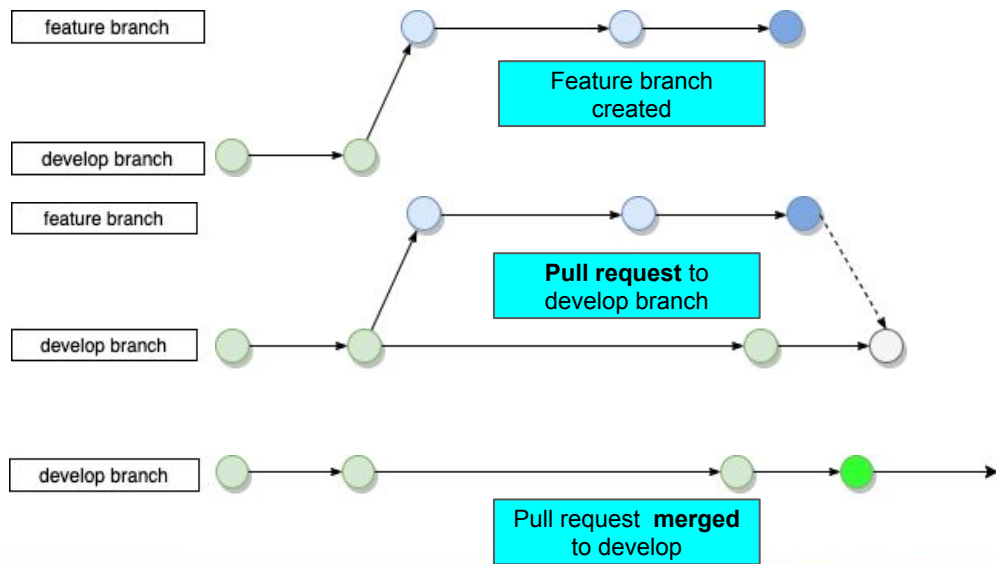 feature branch
Feature branch
created
develop branch
feature branch
Pull request to
develop branch
develop branch
develop branch
Pull request merged
to develop